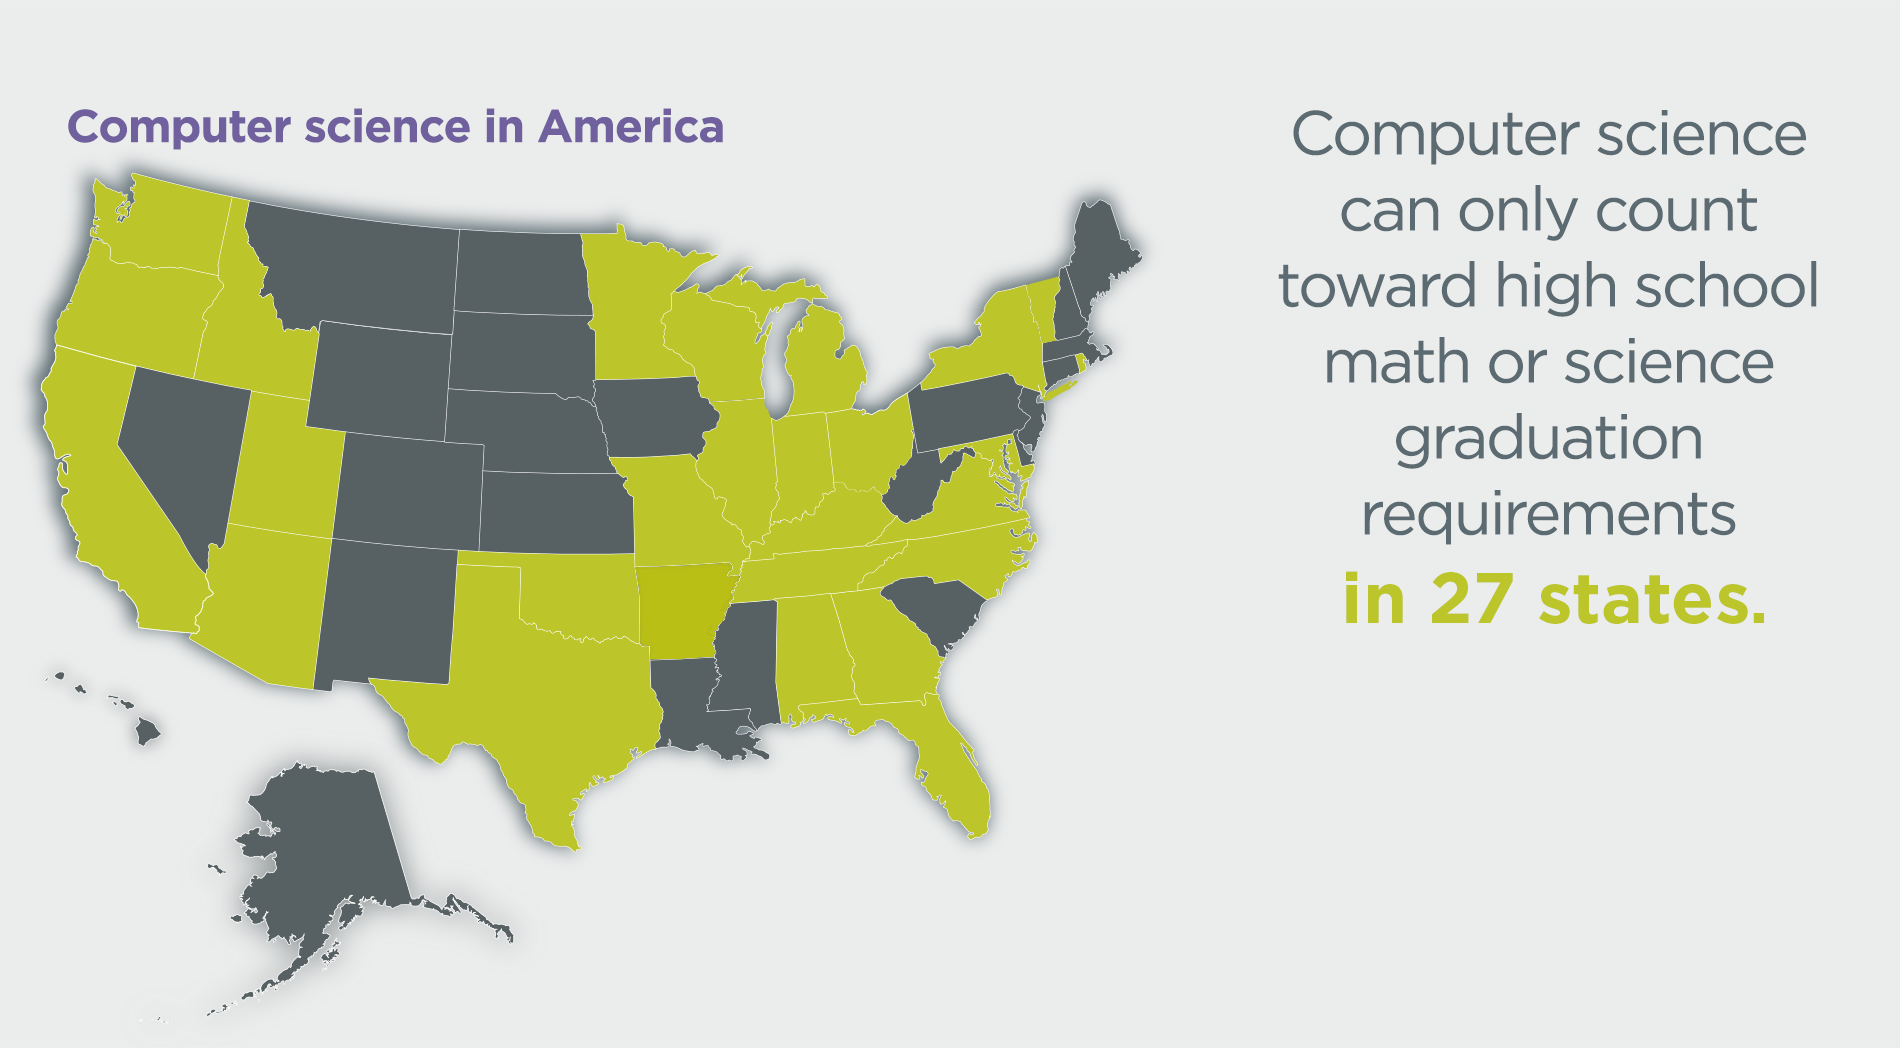 Computer science in America
Computer science
can only count
toward high school
math or science
graduation
requirements
in 27 states.